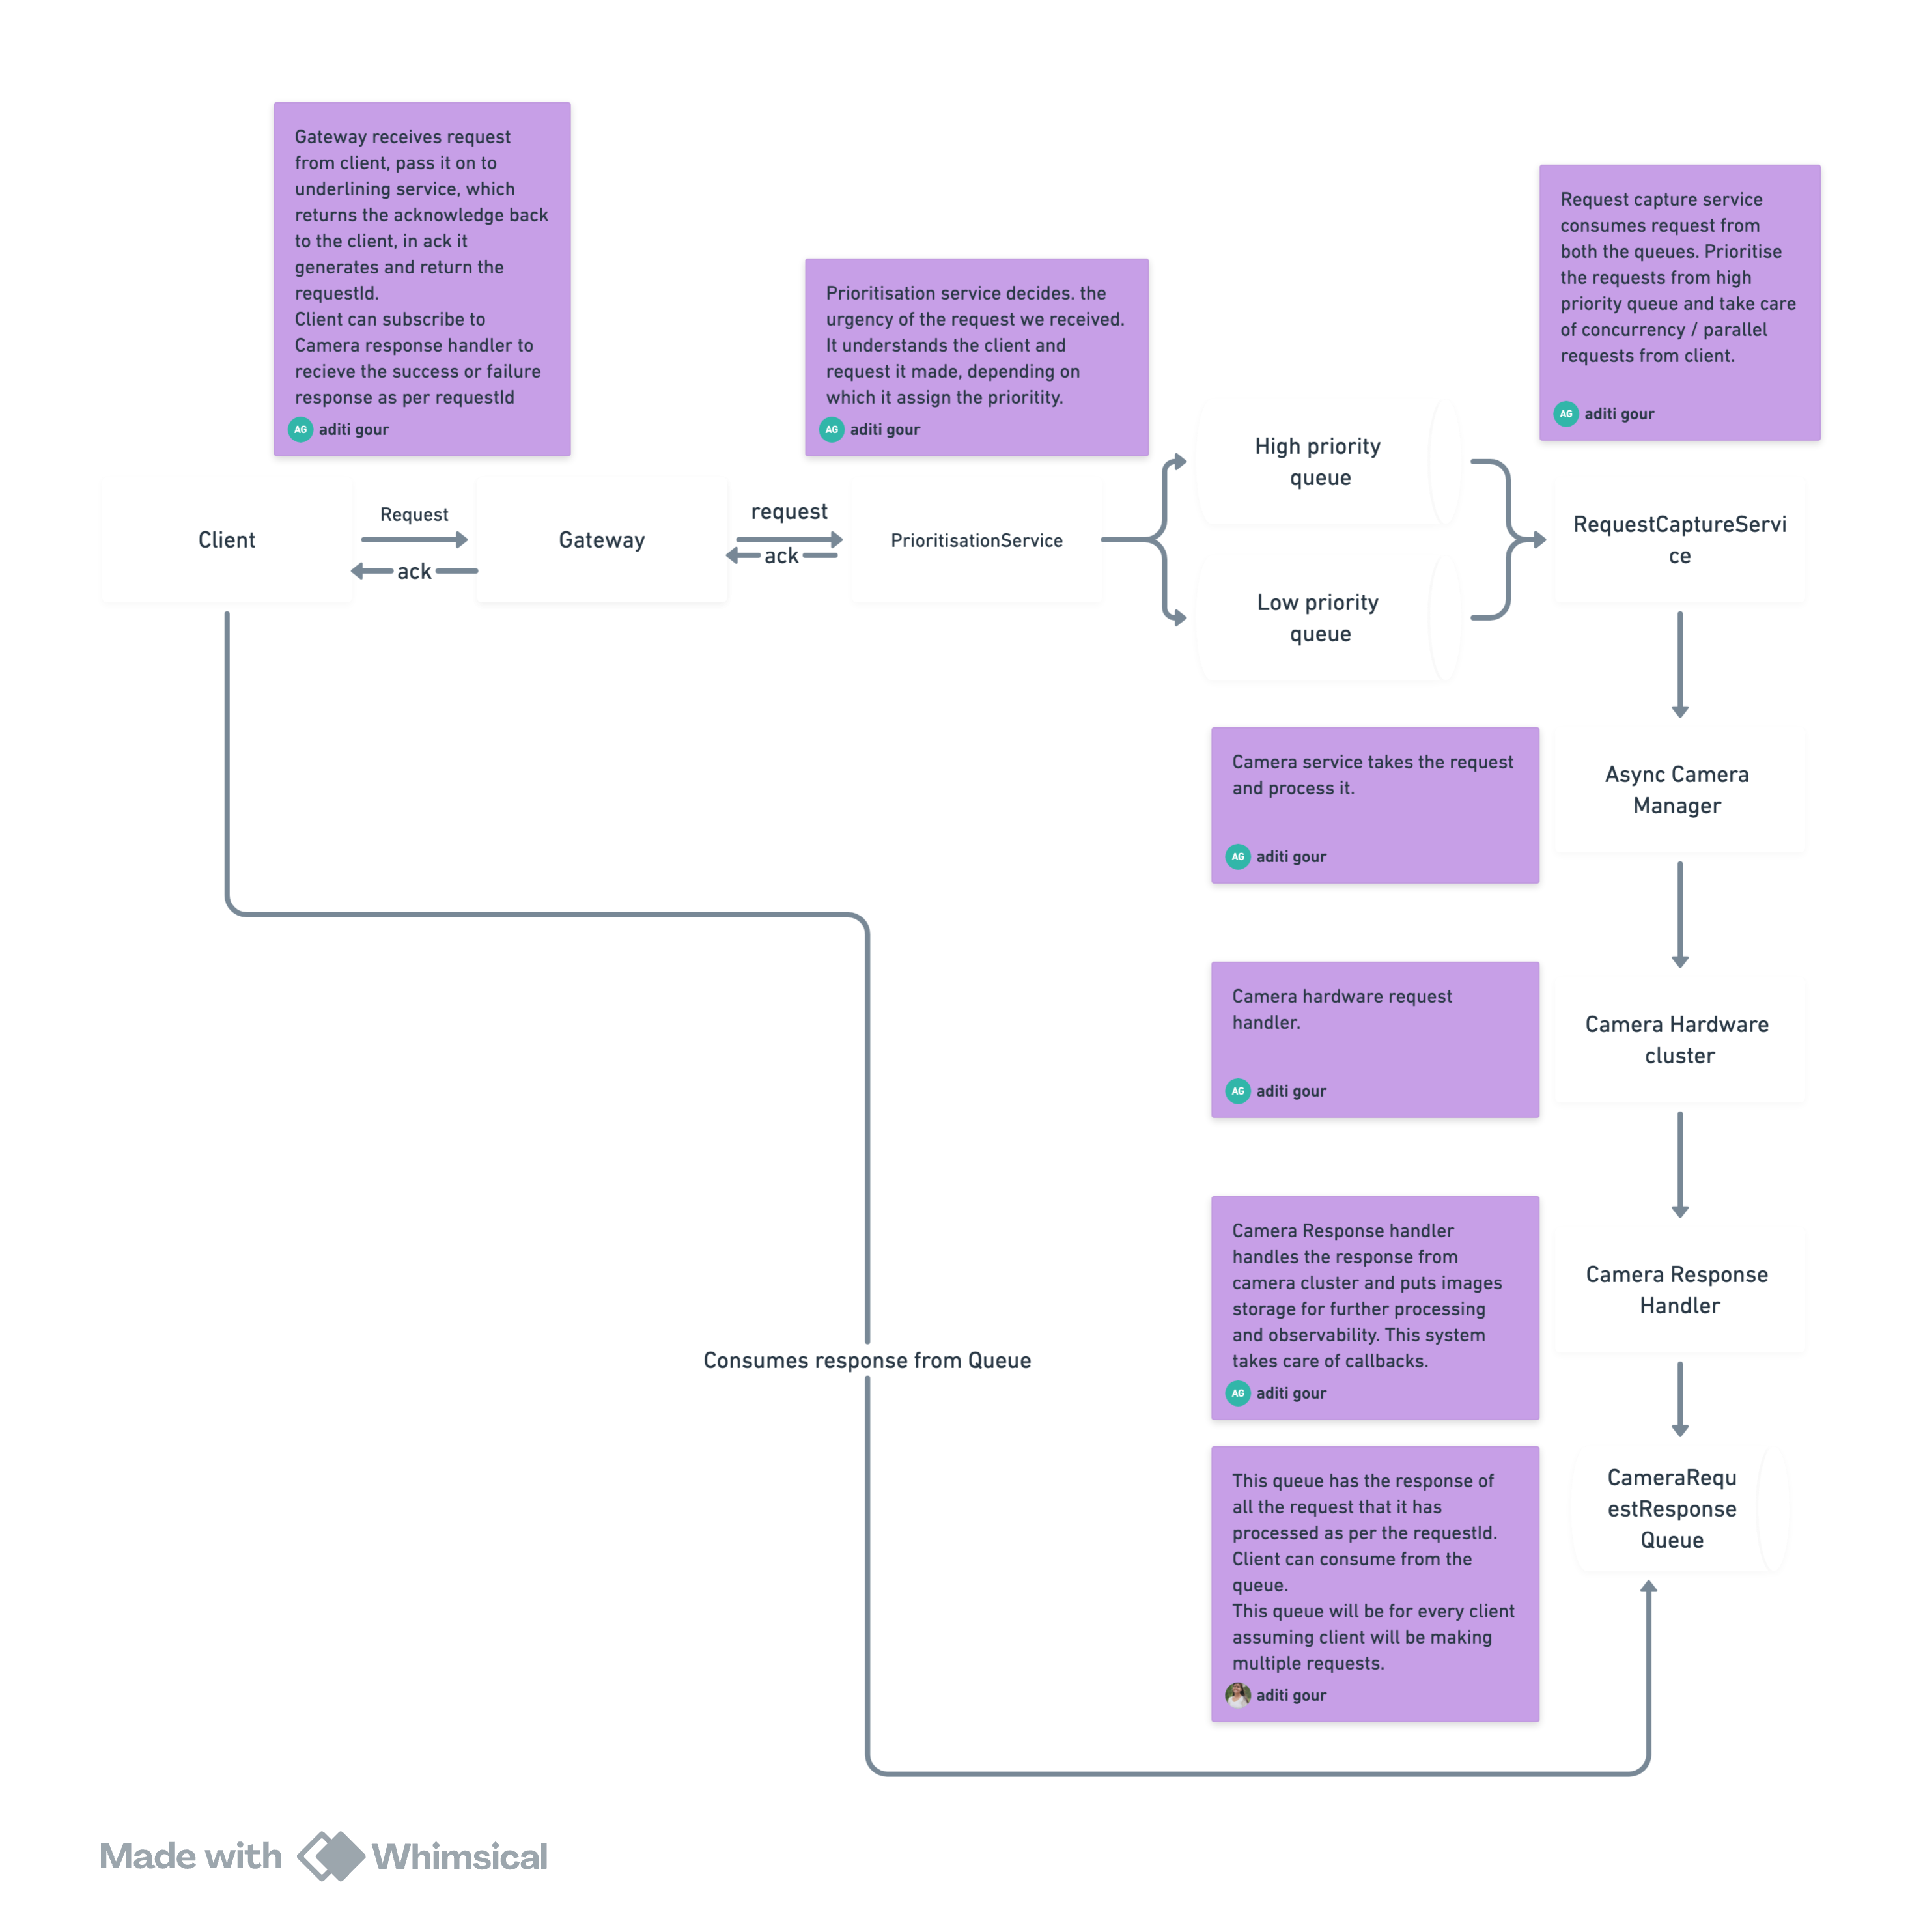 Gateway receives request
from client, pass it on to
underlining service, which
returns the acknowledge back
to the client, in ack it
generates and return the
requestId.
Client can subscribe to
Camera response handler to
recieve the success or failure
response as per requestId
AG aditi gour
Prioritisation service decides. the
urgency of the request we received.
It understands the client and
request it made, depending on
which it assign the prioritity.
AG aditi gour
Request capture service
consumes request from
both the queues. Prioritise
the requests from high
priority queue and take care
of concurrency / parallel
requests from client.
AG aditi gour
Client
Request
ack
Gateway
request
ack
PrioritisationService
High priority
queue
Low priority
queue
RequestCaptureServi
ce
Camera service takes the request
and process it.
AG aditi gour
Async Camera
Manager
Camera hardware request
handler.
AG aditi gour
Camera Hardware
cluster
Camera Response handler
handles the response from
camera cluster and puts images
storage for further processing
and observability. This system
takes care of callbacks.
AG aditi gour
Camera Response
Handler
Consumes response from Queue
This queue has the response of
all the request that it has
processed as per the requestId.
Client can consume from the
queue.
This queue will be for every client
assuming client will be making
multiple requests.
aditi gour
CameraRequ
estResponse
Queue
Made with Whimsical